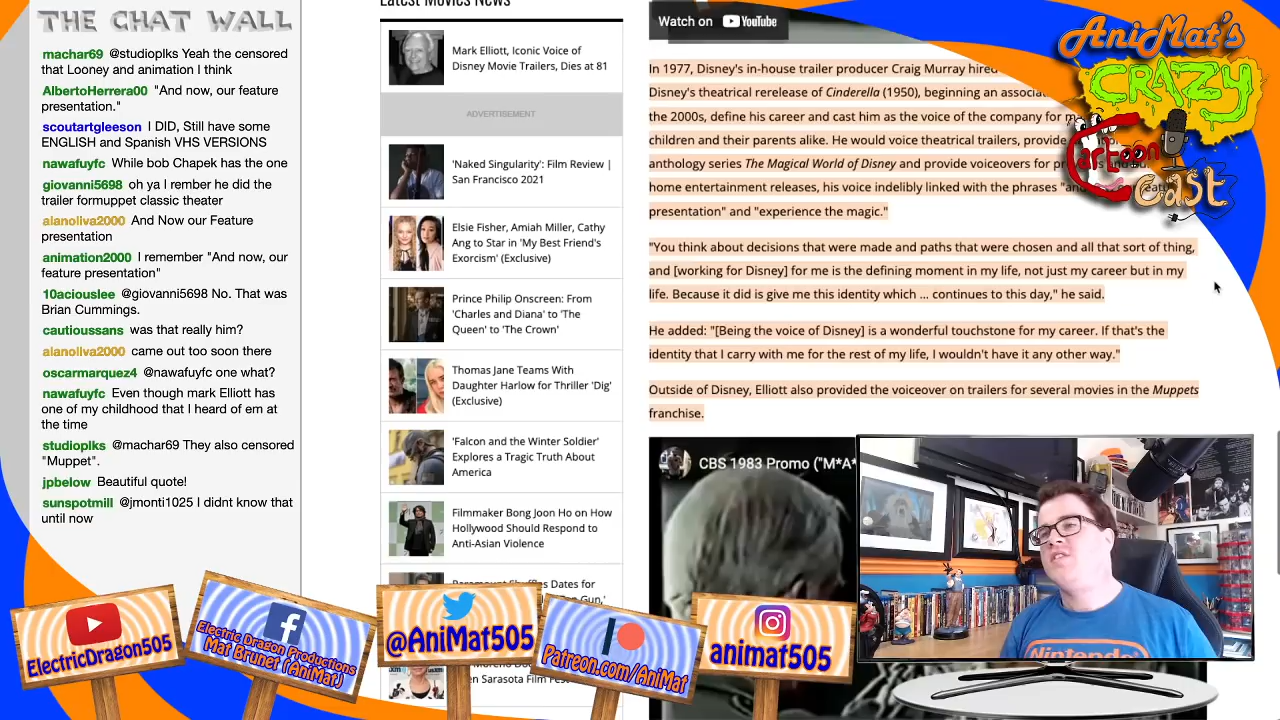 THE CHAT WALL
machar69 @studioplks Yeah the censored
that Looney and animation I think
AlbertoHerrera00 "And now, our feature
presentation."
scoutartgleeson I DID, Still have some
ENGLISH and Spanish VHS VERSIONS
nawafuyfc While bob Chapek has the one
giovanni5698 oh ya I rember he did the
trailer formuppet classic theater
alanoliva2000 And Now our Feature
presentation
animation2000 I remember "And now, our
feature presentation"
10aciouslee @giovanni5698 No. That was
Brian Cummings.
cautioussans was that really him?
alanoliva2000 came out too soon there
oscarmarquez4 @nawafuyfc one what?
nawafuyfc Even though mark Elliott has
one of my childhood that I heard of em at
the time
studioplks @machar69 They also censored
"Muppet".
jpbelow Beautiful quote!
sunspotmill @jmonti1025 I didnt know that
until now
Latest Movies News
Mark Elliott, Iconic Voice of
Disney Movie Trailers, Dies at 81
ADVERTISEMENT
'Naked Singularity': Film Review |
San Francisco 2021
Elsie Fisher, Amiah Miller, Cathy
Ang to Star in 'My Best Friend's
Exorcism' (Exclusive)
Prince Philip Onscreen: From
'Charles and Diana' to 'The
Queen' to 'The Crown'
Thomas Jane Teams With
Daughter Harlow for Thriller 'Dig'
(Exclusive)
'Falcon and the Winter Soldier'
Explores a Tragic Truth About
America
Filmmaker Bong Joon Ho on How
Hollywood Should Respond to
Anti-Asian Violence
Dates for
Gun,'
Sarasota Film
Watch on YouTube
In 1977, Disney's in-house trailer producer Craig Murray hired
Disney's theatrical rerelease of Cinderella (1950), beginning an
the 2000s, define his career and cast him as the voice of the company for
children and their parents alike. He would voice theatrical trailers,
anthology series The Magical World of Disney and provide voiceovers for
home entertainment releases, his voice indelibly linked with the phrases
presentation" and "experience the magic."
"You think about decisions that were made and paths that were chosen and all that sort of thing,
and [working for Disney] for me is the defining moment in my life, not just my career but in my
life. Because it did is give me this identity which ... continues to this day," he said.
He added: "[Being the voice of Disney] is a wonderful touchstone for my career. If that's the
identity that I carry with me for the rest of my life, I wouldn't have it any other way."
Outside of Disney, Elliott also provided the voiceover on trailers for several movies in the Muppets
franchise.
CBS 1983 Promo ("M*A*
AniMat's
CRAZY
Cartoon
Cast
Nintendo
ElectricDragon505
Electric Dragon Productions
Mat Brunet (AniMat)
@AniMat505
Patreon.com/AniMat
animat505